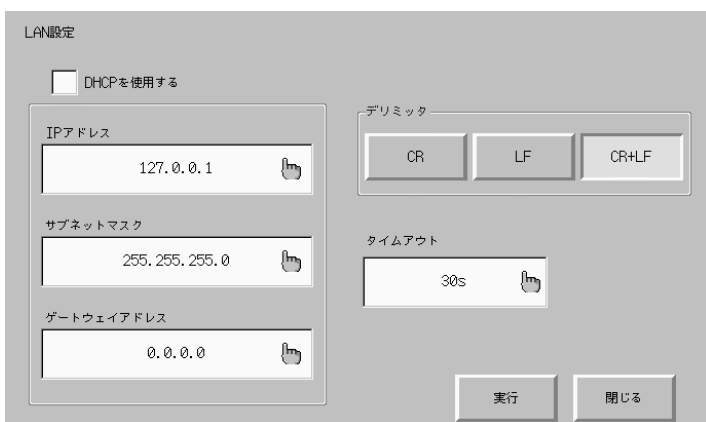 LAN設定
DHCPを使用する
IPアドレス
127.0.0.1
サブネットマスク
255.255.255.0
ゲートウェイアドレス
0.0.0.0
デリミッタ
CR
LF
CR+LF
タイムアウト
30s
実行
閉じる